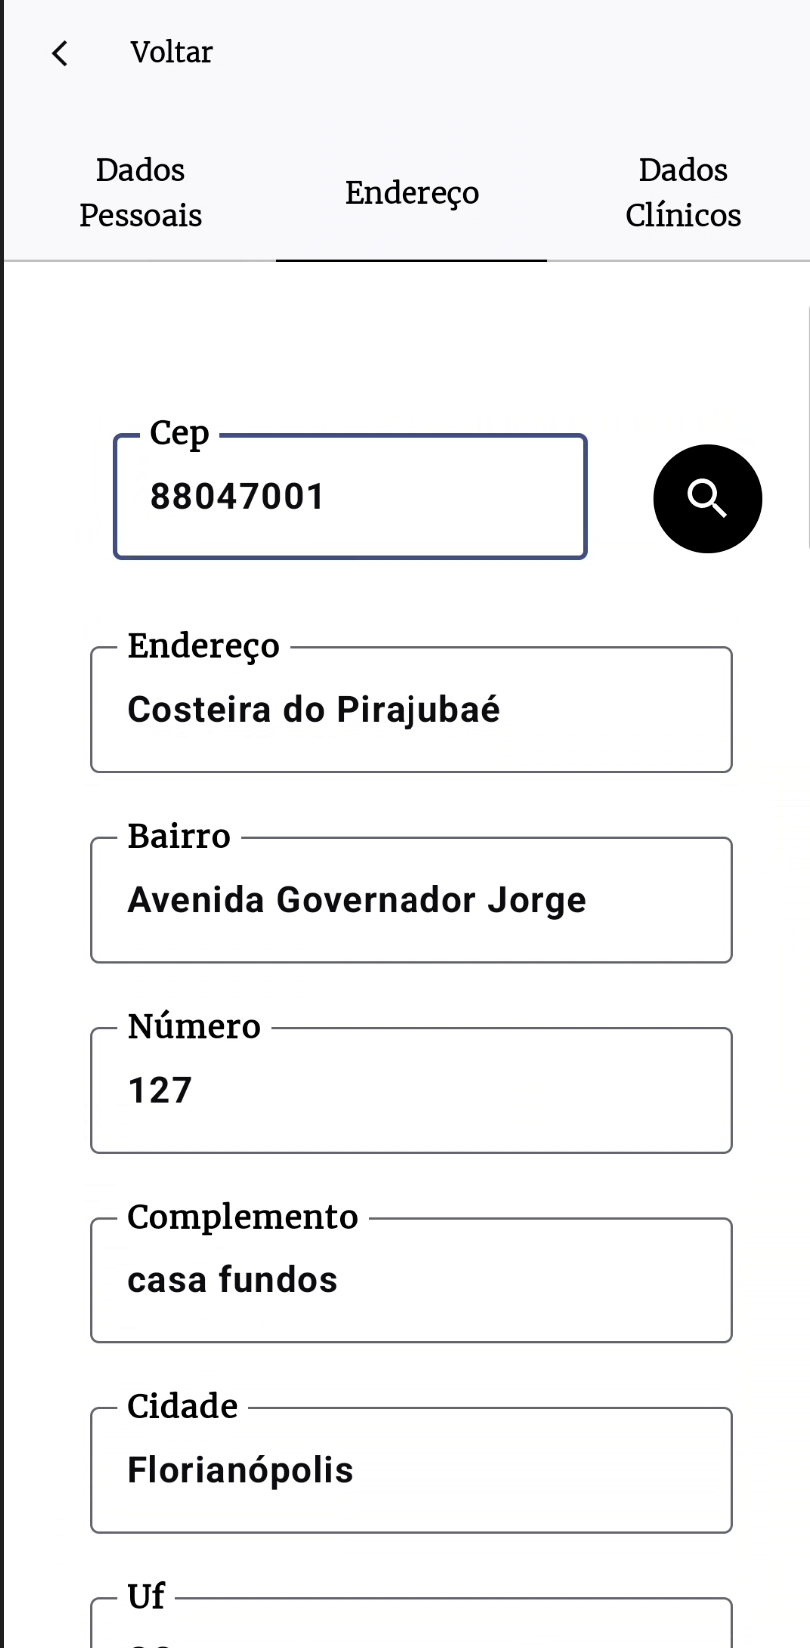 Voltar
Dados
Pessoais
Endereço
Dados
Clínicos
Cep
88047001
Endereço
Costeira do Pirajubaé
Bairro
Avenida Governador Jorge
Número
127
Complemento
casa fundos
Cidade
Florianópolis
Uf